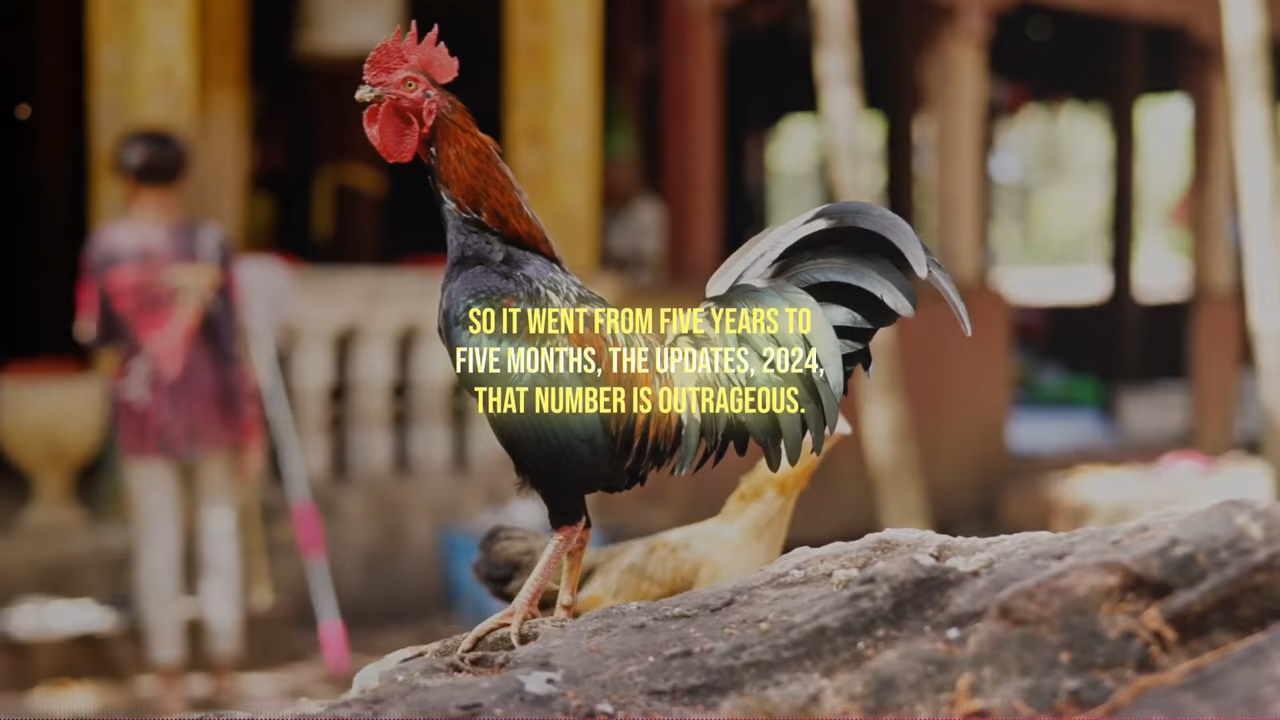 SO IT WENT FROM FIVE YEARS TO
FIVE MONTHS, THE UPDATES, 2024,
THAT NUMBER IS OUTRAGEOUS.